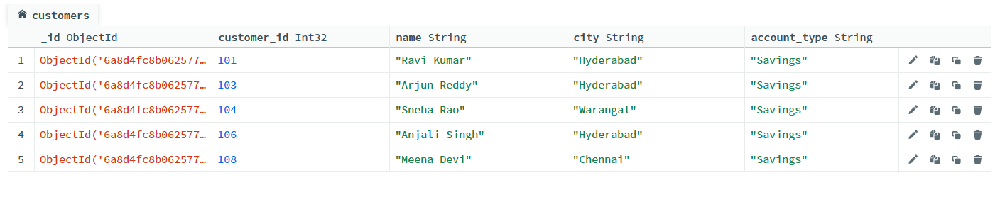 customers
_id ObjectId customer_id Int32 name String city String account_type String
1 ObjectId('6a8d4fc8b062577… 101 "Ravi Kumar" "Hyderabad" "Savings"
2 ObjectId('6a8d4fc8b062577… 103 "Arjun Reddy" "Hyderabad" "Savings"
3 ObjectId('6a8d4fc8b062577… 104 "Sneha Rao" "Warangal" "Savings"
4 ObjectId('6a8d4fc8b062577… 106 "Anjali Singh" "Hyderabad" "Savings"
5 ObjectId('6a8d4fc8b062577… 108 "Meena Devi" "Chennai" "Savings"